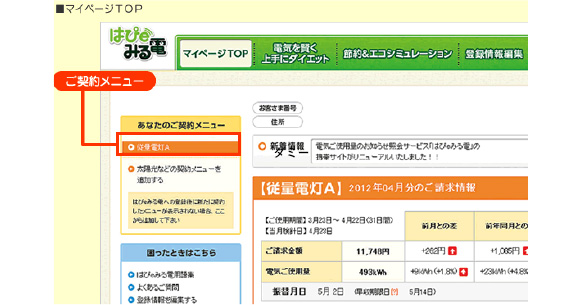 ■マイページTOP
はぴeみる電
マイページTOP
電気を賢く
上手にダイエット
節約&エコシミュレーション
登録情報編集
ご契約メニュー
お客さま番号
住所
あなたのご契約メニュー
従量電灯A
太陽光などの契約メニューを
追加する
はぴeみる電への登録後に新たに契約
したメニューが表示されない場合、ここ
から追加して下さい
新着情報
ダミー
電気ご使用量のお知らせ照会サービス「はぴeみる電」の
携帯サイトがリニューアルいたしました!!
【従量電灯A】2012年04月分のご請求情報
【ご使用期間】3月23日~ 4月22日(31日間)
【当月検針日】4月23日
前月との差
前年同月との
ご請求金額
11,748円
+262円
+1,085円
電気ご使用量
493kWh
+9kWh (+1.8%)
+23kWh (+4.8%
振替月日
5月 2日
(早収期限日
5月14日)
困ったときはこちら
はぴeみる電用語集
よくあるご質問
登録情報を編集する